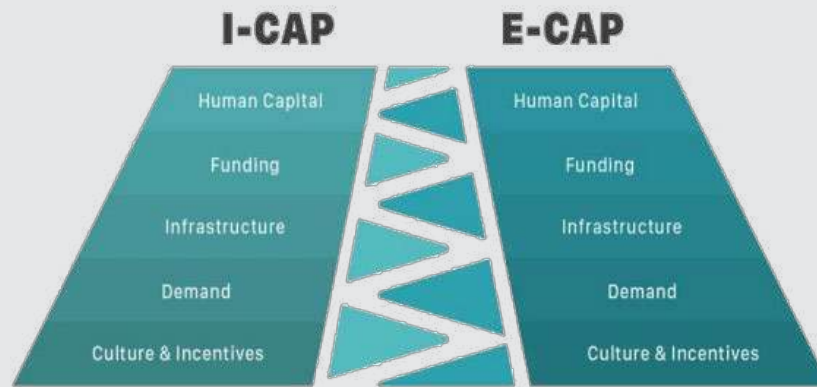 I-CAP E-CAP
Human Capital Human Capital
Funding Funding
Infrastructure Infrastructure
Demand Demand
Culture & Incentives Culture & Incentives